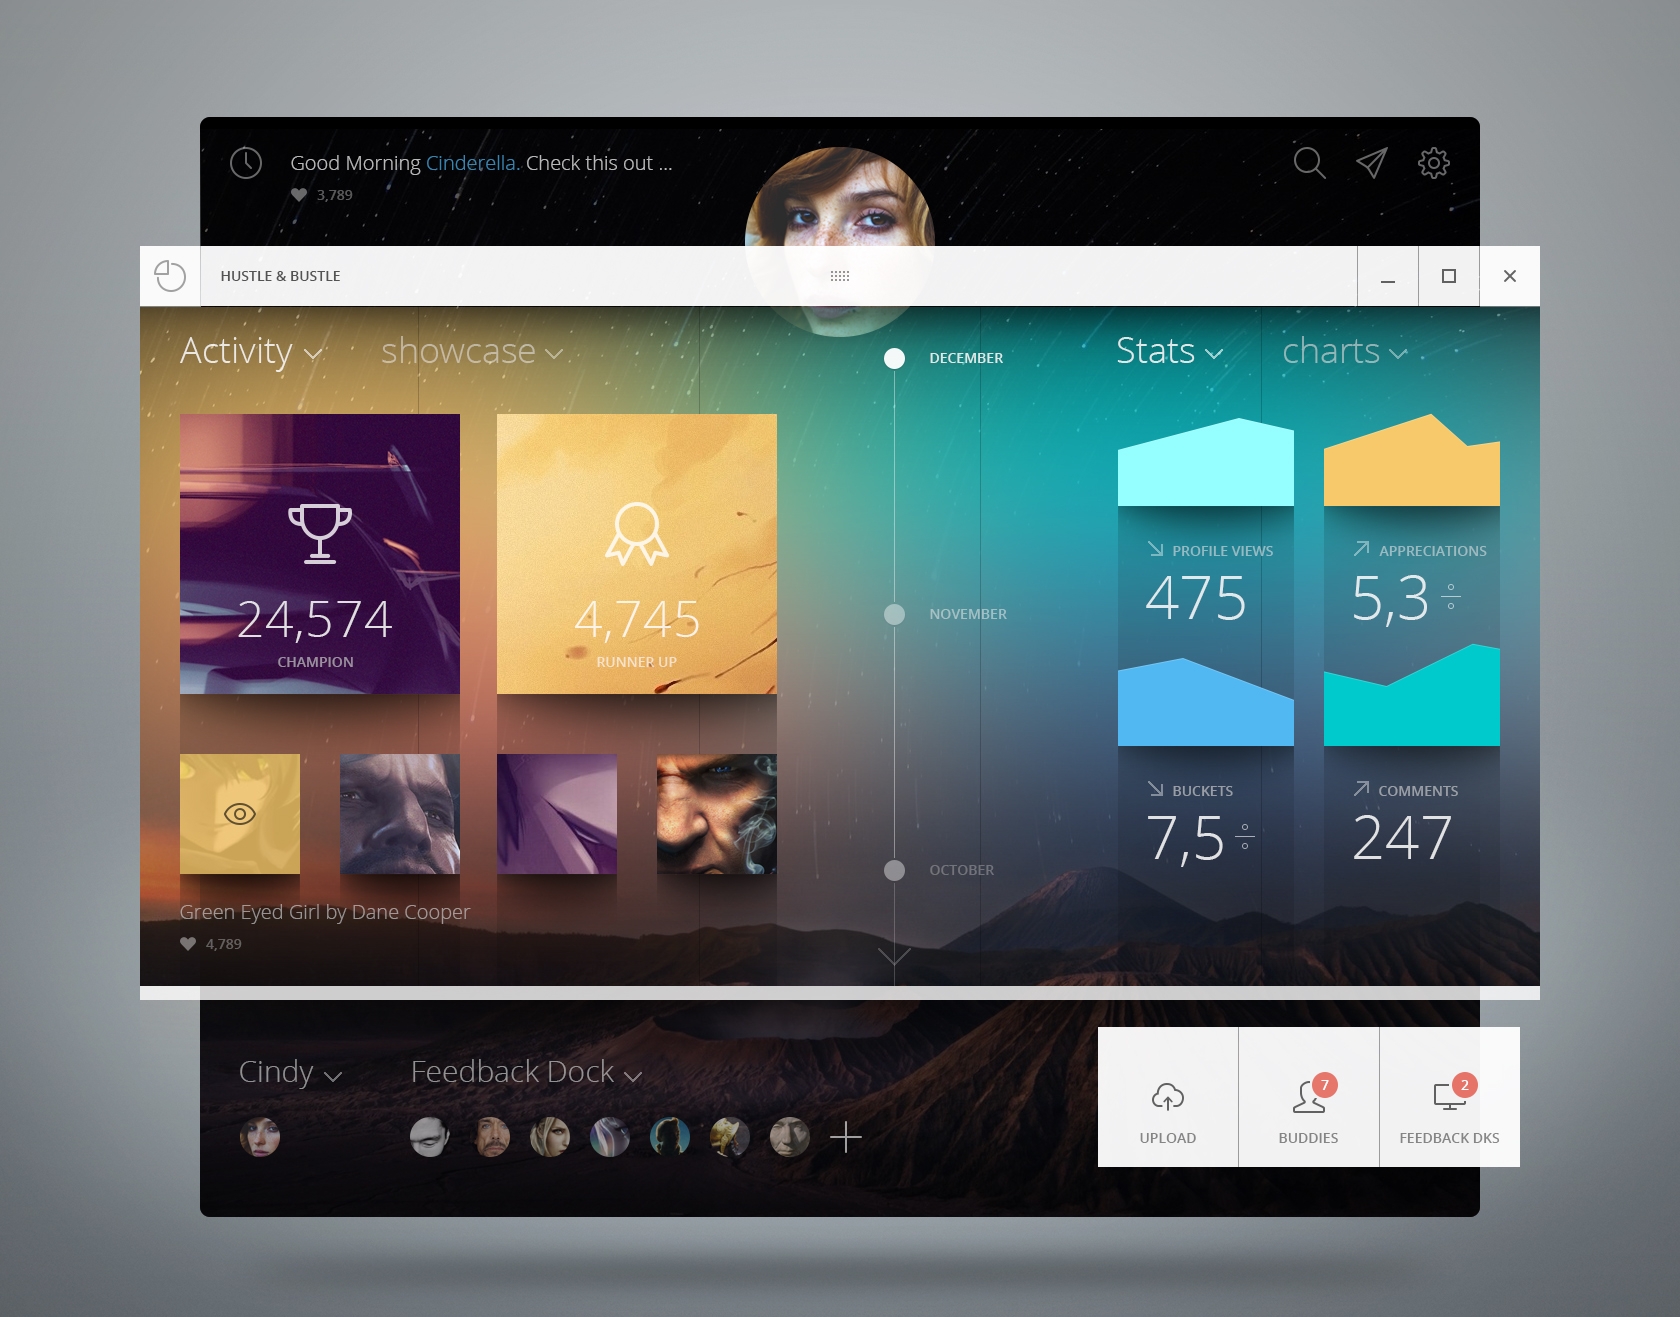 Good Morning Cinderella. Check this out ...
3,789
HUSTLE & BUSTLE
Activity
showcase
24,574
CHAMPION
4,745
RUNNER UP
Green Eyed Girl by Dane Cooper
4,789
DECEMBER
NOVEMBER
OCTOBER
Stats
charts
PROFILE VIEWS
475
APPRECIATIONS
5,3
BUCKETS
7,5
COMMENTS
247
Cindy
Feedback Dock
UPLOAD
7
BUDDIES
2
FEEDBACK DKS